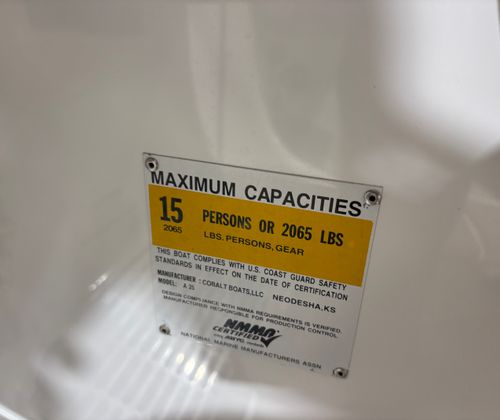 MAXIMUM CAPACITIES
15 PERSONS OR 2065 LBS
2065 LBS. PERSONS, GEAR
THIS BOAT COMPLIES WITH U.S. COAST GUARD SAFETY
STANDARDS IN EFFECT ON THE DATE OF CERTIFICATION
MANUFACTURER : COBALT BOATS, LLC NEODESHA, KS
MODEL: A 25
DESIGN COMPLIANCE WITH NMMA REQUIREMENTS IS VERIFIED.
MANUFACTURER RESPONSIBLE FOR PRODUCTION CONTROL
NMMA
CERTIFIED
NATIONAL MARINE MANUFACTURERS ASSN